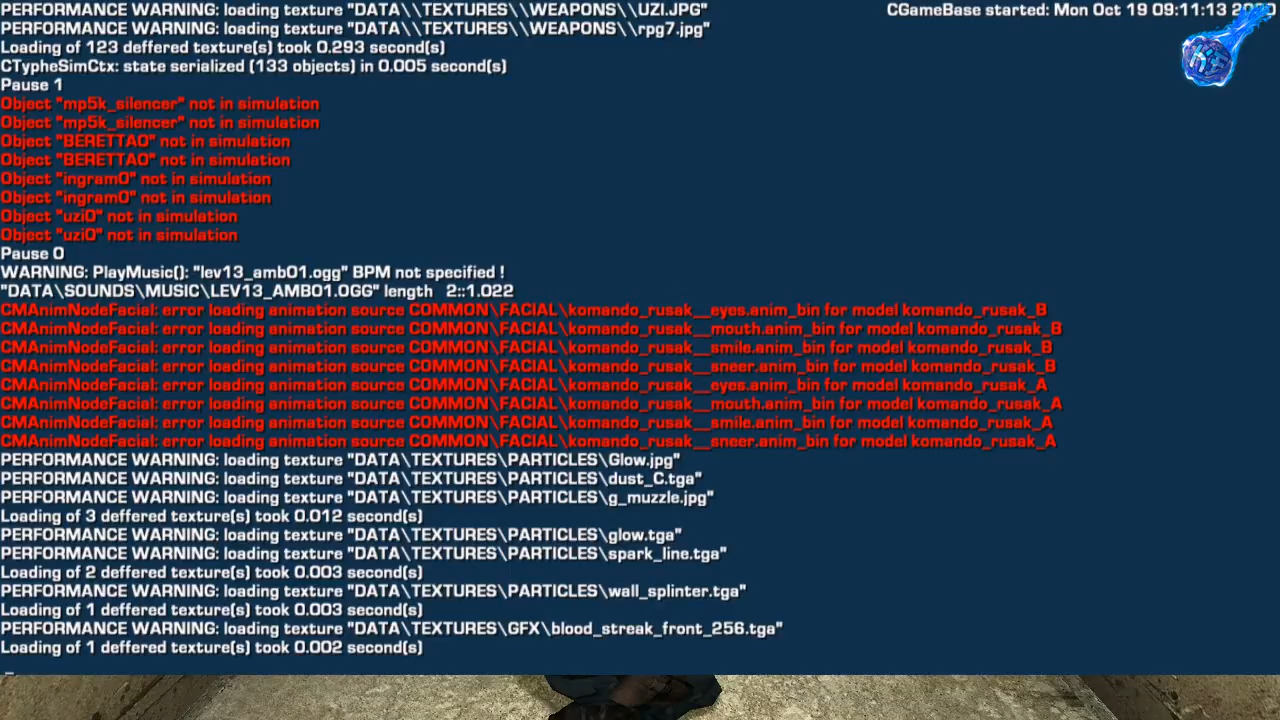 PERFORMANCE WARNING: loading texture "DATA\\TEXTURES\\WEAPONS\\UZI.JPG"
CGameBase started: Mon Oct 19 09:11:13
PERFORMANCE WARNING: loading texture "DATA\\TEXTURES\\WEAPONS\\rpg7.jpg"
Loading of 123 deffered texture(s) took 0.293 second(s)
CTypheSimCtx: state serialized (133 objects) in 0.005 second(s)
Pause 1
Object "mp5k_silencer" not in simulation
Object "mp5k_silencer" not in simulation
Object "BERETTA0" not in simulation
Object "BERETTA0" not in simulation
Object "ingram0" not in simulation
Object "ingram0" not in simulation
Object "uzi0" not in simulation
Object "uzi0" not in simulation
Pause 0
WARNING: PlayMusic(): "lev13_amb01.ogg" BPM not specified !
"DATA\SOUNDS\MUSIC\LEV13_AMB01.OGG" length   2::1.022
CMAnimNodeFacial: error loading animation source COMMON\FACIAL\komando_rusak__eyes.anim_bin for model komando_rusak_B
CMAnimNodeFacial: error loading animation source COMMON\FACIAL\komando_rusak__mouth.anim_bin for model komando_rusak_B
CMAnimNodeFacial: error loading animation source COMMON\FACIAL\komando_rusak__smile.anim_bin for model komando_rusak_B
CMAnimNodeFacial: error loading animation source COMMON\FACIAL\komando_rusak__sneer.anim_bin for model komando_rusak_B
CMAnimNodeFacial: error loading animation source COMMON\FACIAL\komando_rusak__eyes.anim_bin for model komando_rusak_A
CMAnimNodeFacial: error loading animation source COMMON\FACIAL\komando_rusak__mouth.anim_bin for model komando_rusak_A
CMAnimNodeFacial: error loading animation source COMMON\FACIAL\komando_rusak__smile.anim_bin for model komando_rusak_A
CMAnimNodeFacial: error loading animation source COMMON\FACIAL\komando_rusak__sneer.anim_bin for model komando_rusak_A
PERFORMANCE WARNING: loading texture "DATA\TEXTURES\PARTICLES\Glow.jpg"
PERFORMANCE WARNING: loading texture "DATA\TEXTURES\PARTICLES\dust_C.tga"
PERFORMANCE WARNING: loading texture "DATA\TEXTURES\PARTICLES\g_muzzle.jpg"
Loading of 3 deffered texture(s) took 0.012 second(s)
PERFORMANCE WARNING: loading texture "DATA\TEXTURES\PARTICLES\glow.tga"
PERFORMANCE WARNING: loading texture "DATA\TEXTURES\PARTICLES\spark_line.tga"
Loading of 2 deffered texture(s) took 0.003 second(s)
PERFORMANCE WARNING: loading texture "DATA\TEXTURES\PARTICLES\wall_splinter.tga"
Loading of 1 deffered texture(s) took 0.003 second(s)
PERFORMANCE WARNING: loading texture "DATA\TEXTURES\GFX\blood_streak_front_256.tga"
Loading of 1 deffered texture(s) took 0.002 second(s)